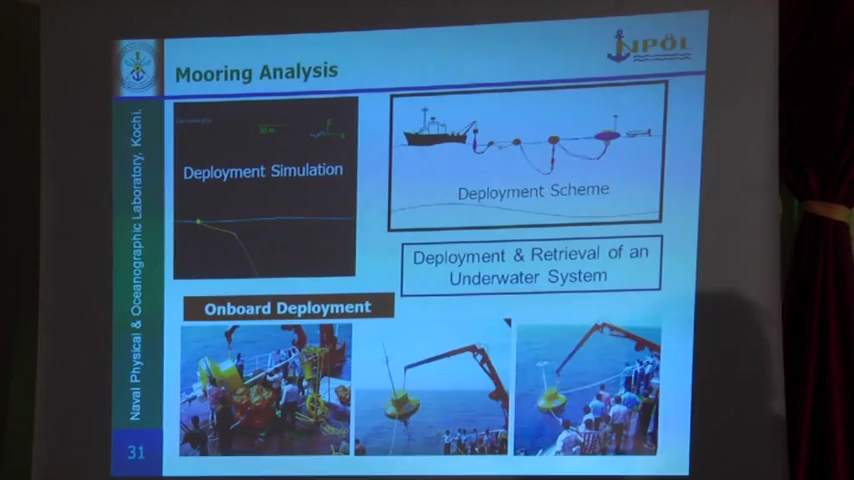 Mooring Analysis
NPÖL
Naval Physical & Oceanographic Laboratory, Kochi.
Deployment Simulation
Deployment Scheme
Deployment & Retrieval of an
Underwater System
Onboard Deployment
31